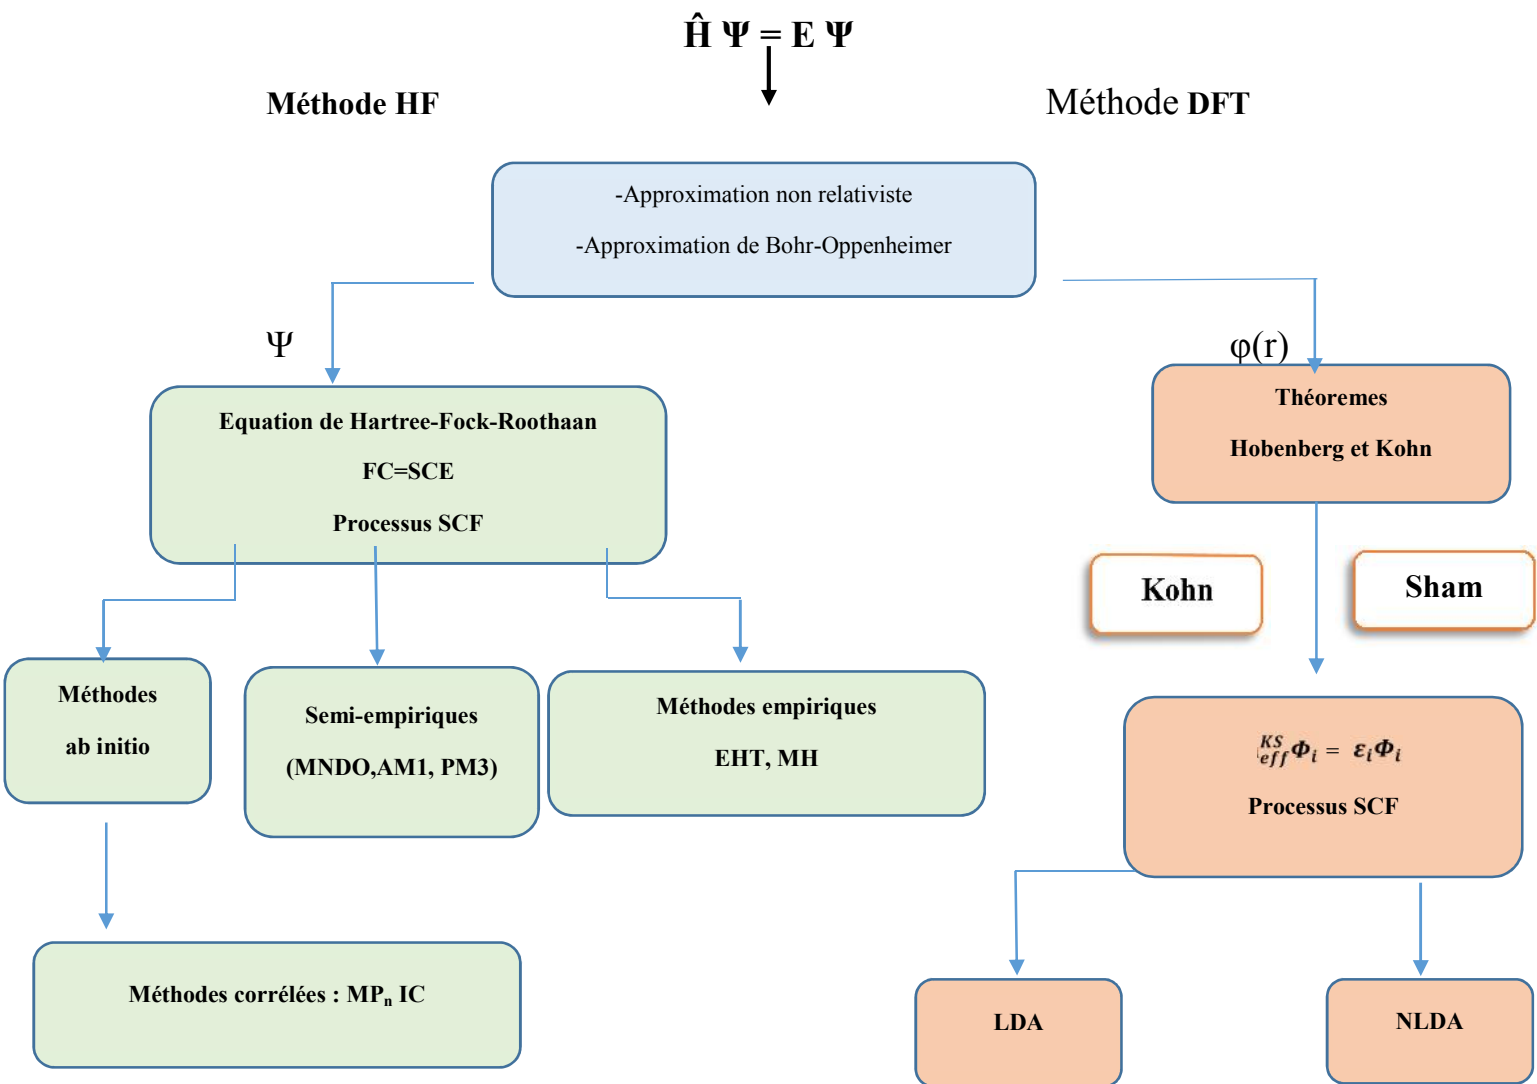 Ĥ Ψ = E Ψ
Méthode HF
Méthode DFT
-Approximation non relativiste
-Approximation de Bohr-Oppenheimer
Ψ
φ(r)
Equation de Hartree-Fock-Roothaan
FC=SCE
Processus SCF
Théoremes
Hobenberg et Kohn
Kohn
Sham
Méthodes
ab initio
Semi-empiriques
(MNDO,AM1, PM3)
Méthodes empiriques
EHT, MH
KS eff Φi = εiΦi
Processus SCF
Méthodes corrélées : MPn IC
LDA
NLDA